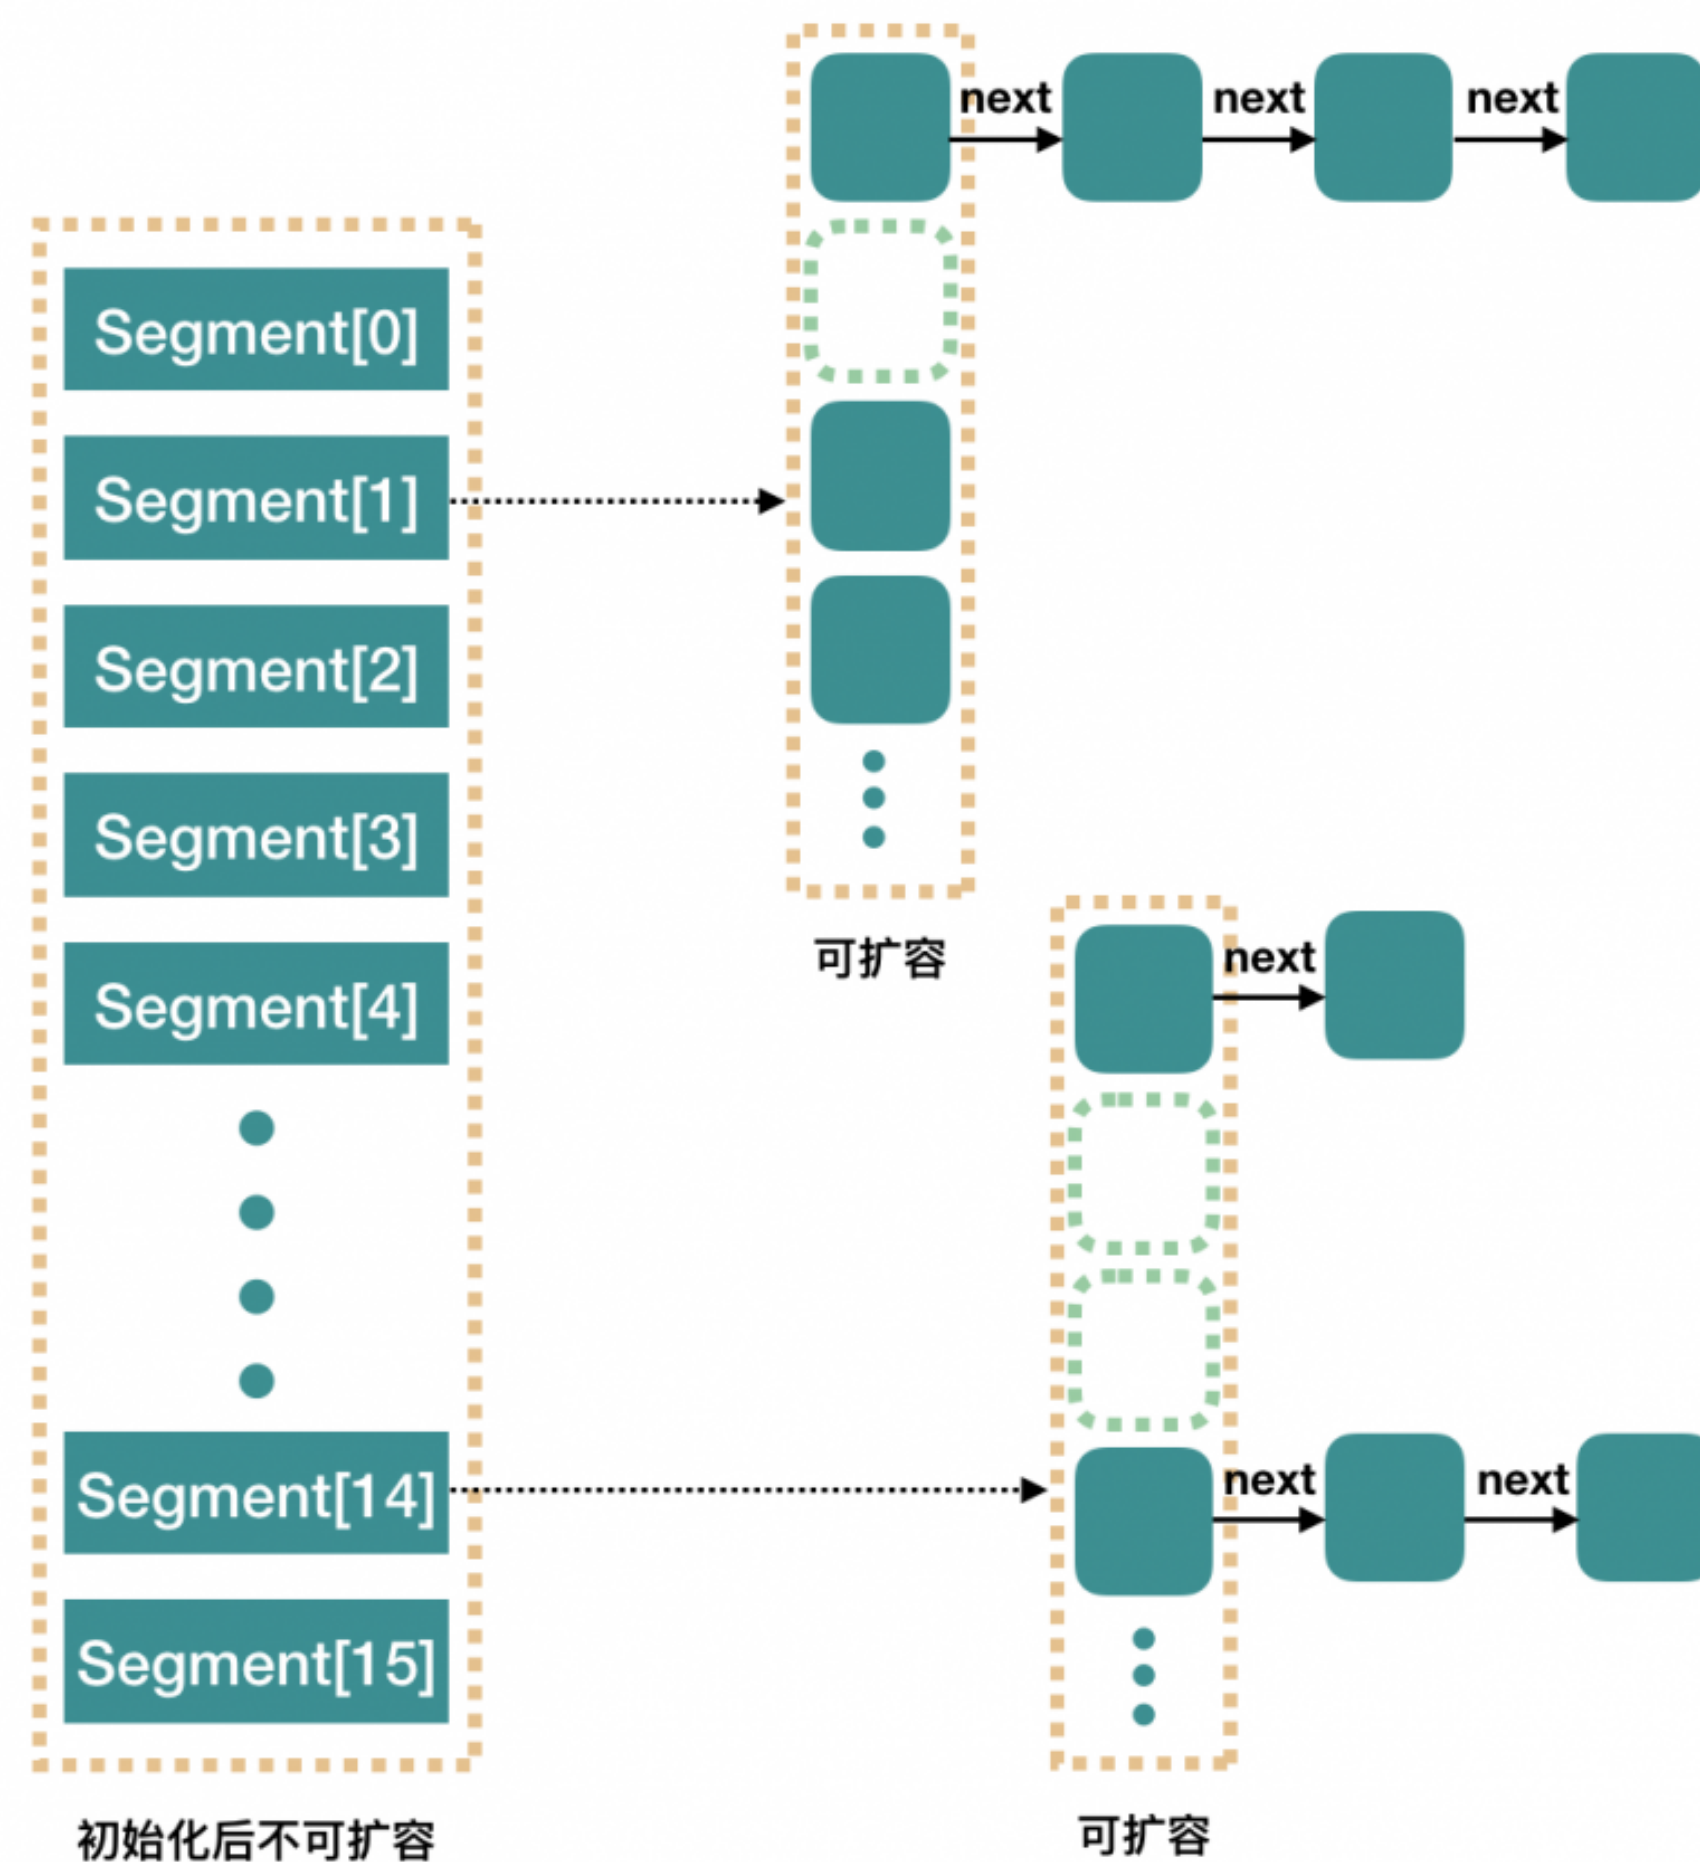 next next next
Segment[0]
Segment[1]
Segment[2]
Segment[3]
可扩容
next
Segment[4]
Segment[14]
next next
Segment[15]
初始化后不可扩容
可扩容